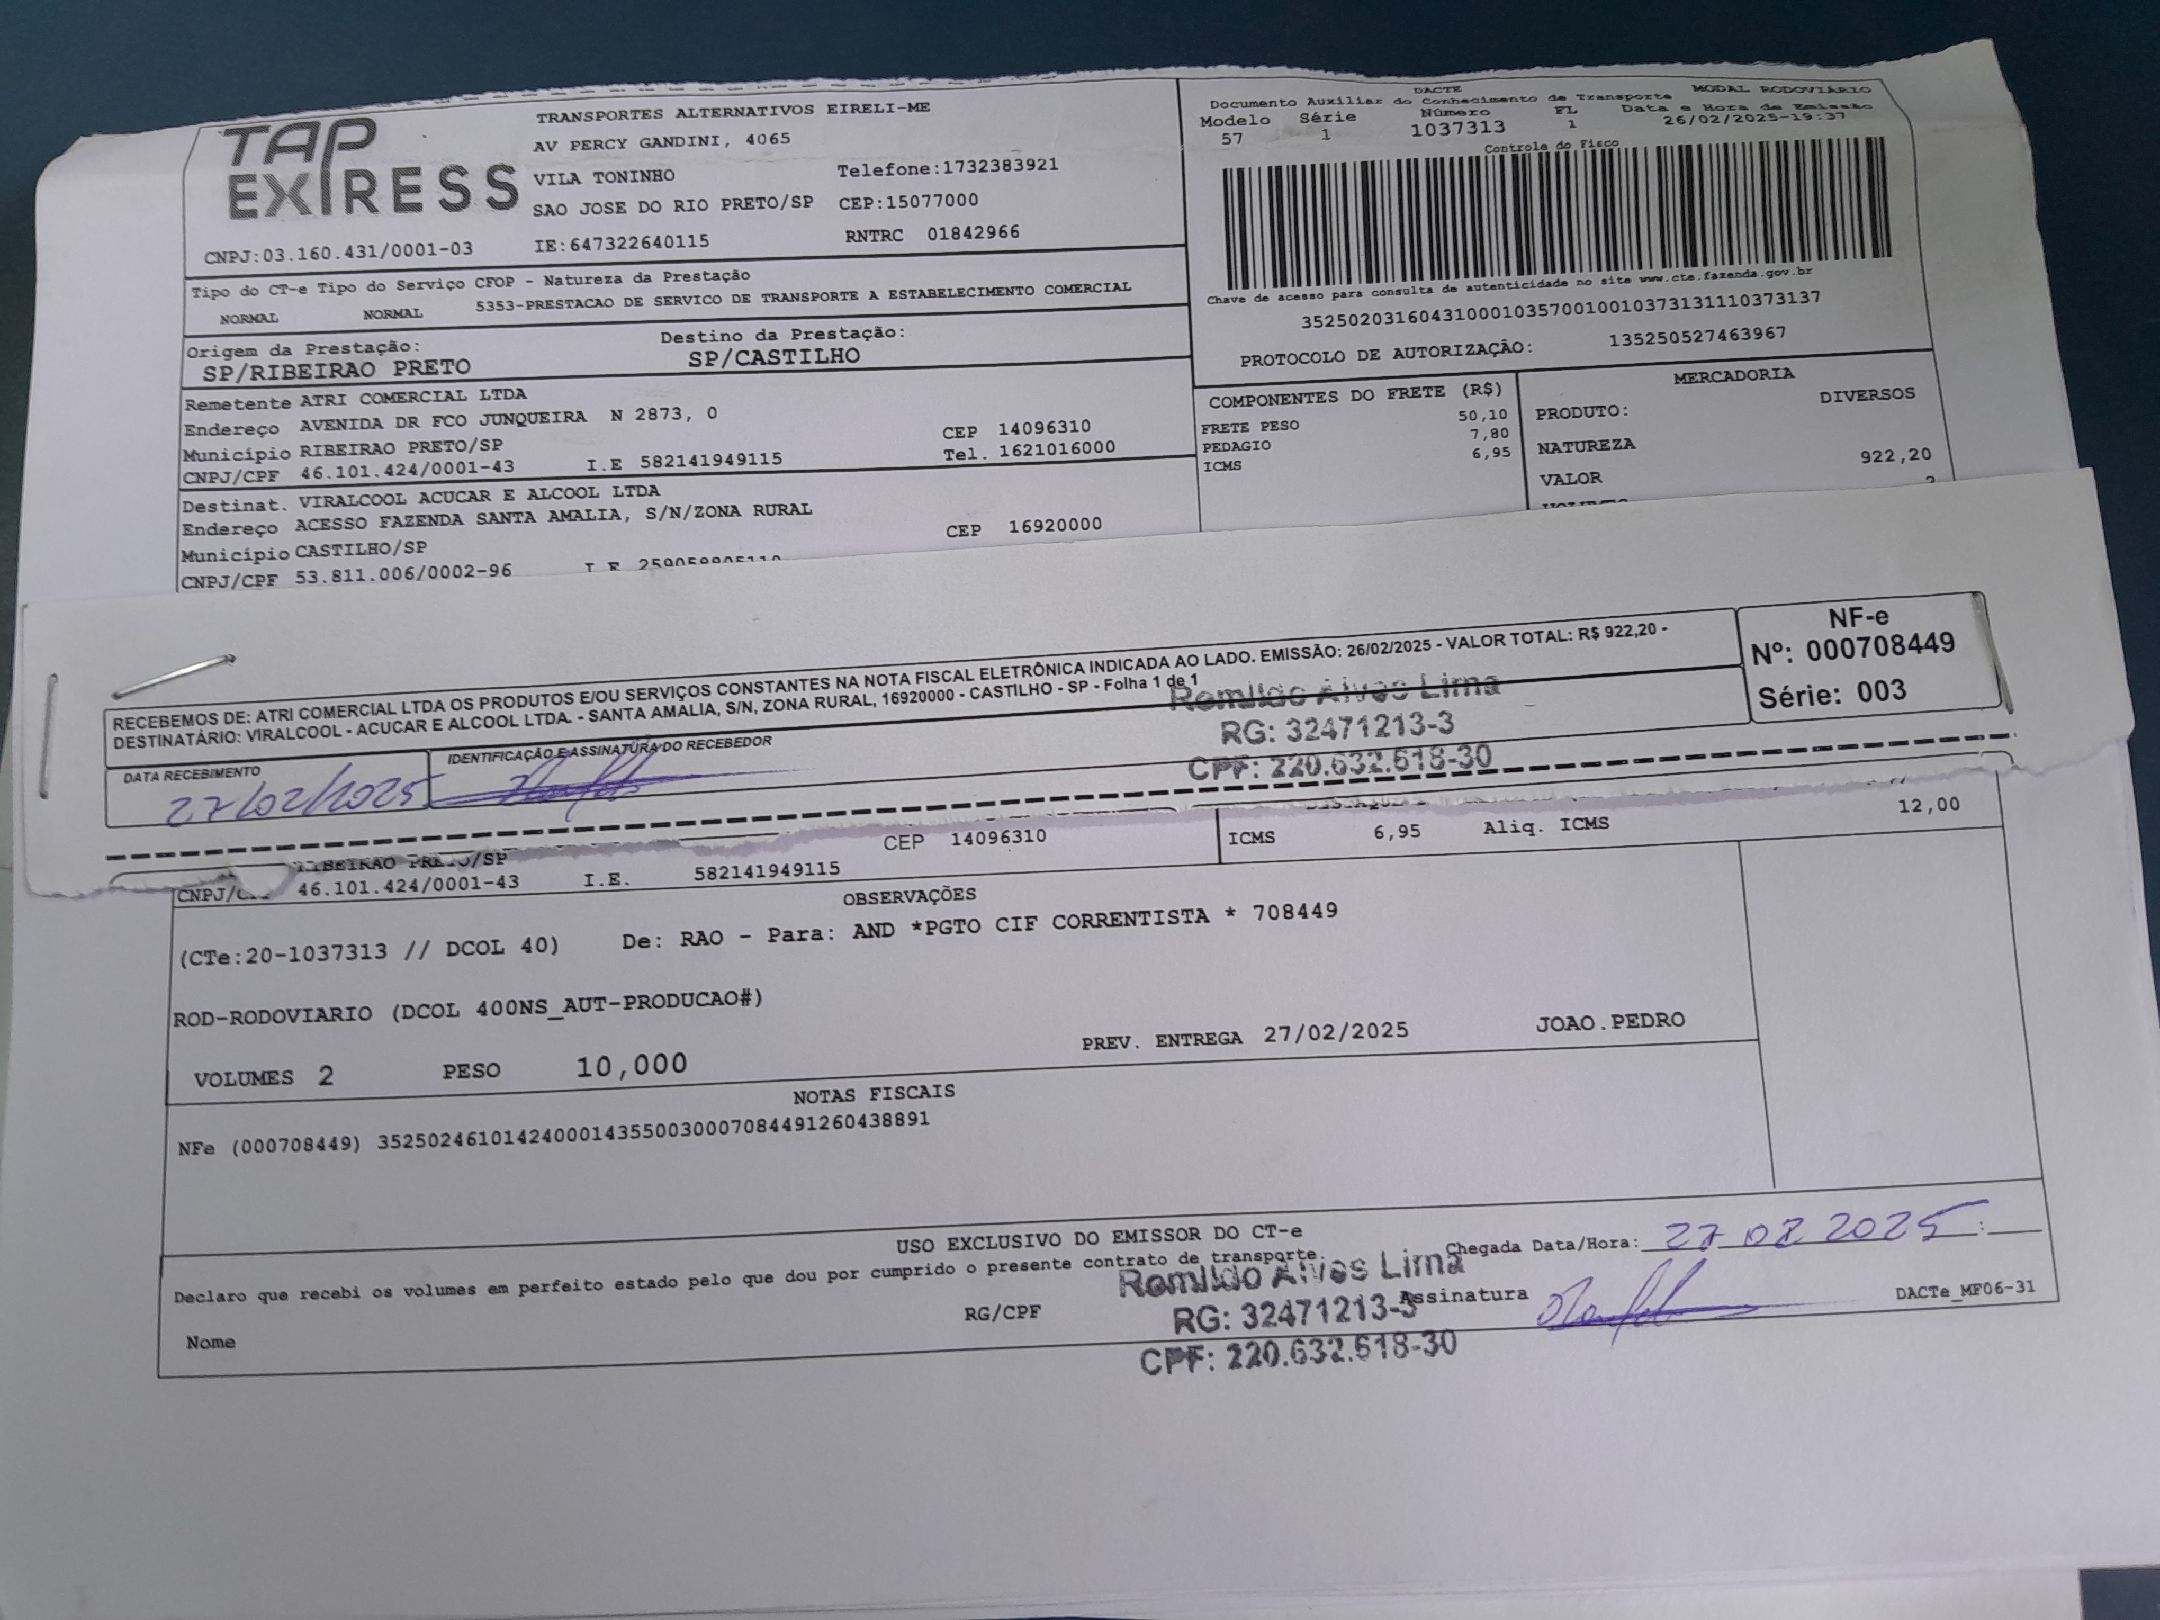 TAP
EXPRESS
TRANSPORTES ALTERNATIVOS EIRELI-ME
AV PERCY GANDINI, 4065
VILA TONINHO Telefone:1732383921
SAO JOSE DO RIO PRETO/SP CEP:15077000
CNPJ:03.160.431/0001-03 IE:647322640115 RNTRC 01842966
DACTE MODAL RODOVIÁRIO
Documento Auxiliar do Conhecimento de Transporte
Modelo Série Número FL Data e Hora de Emissão
57 1 1037313 1 26/02/2025-19:37
Controle do Fisco
Chave de acesso para consulta de autenticidade no site www.cte.fazenda.gov.br
35250203160431000103570010010373131110373137
PROTOCOLO DE AUTORIZAÇÃO: 135250527463967
Tipo do CT-e Tipo do Serviço CFOP - Natureza da Prestação
NORMAL NORMAL 5353-PRESTACAO DE SERVICO DE TRANSPORTE A ESTABELECIMENTO COMERCIAL
Origem da Prestação: Destino da Prestação:
SP/RIBEIRAO PRETO SP/CASTILHO
Remetente ATRI COMERCIAL LTDA
Endereço AVENIDA DR FCO JUNQUEIRA N 2873, 0
Município RIBEIRAO PRETO/SP CEP 14096310
CNPJ/CPF 46.101.424/0001-43 I.E 582141949115 Tel. 1621016000
Destinat. VIRALCOOL ACUCAR E ALCOOL LTDA
Endereço ACESSO FAZENDA SANTA AMALIA, S/N/ZONA RURAL
Município CASTILHO/SP CEP 16920000
CNPJ/CPF 53.811.006/0002-96 I.E
COMPONENTES DO FRETE (R$)
FRETE PESO 50,10
PEDAGIO 7,80
ICMS 6,95
MERCADORIA
PRODUTO: DIVERSOS
NATUREZA
VALOR 922,20
RECEBEMOS DE: ATRI COMERCIAL LTDA OS PRODUTOS E/OU SERVIÇOS CONSTANTES NA NOTA FISCAL ELETRÔNICA INDICADA AO LADO. EMISSÃO: 26/02/2025 - VALOR TOTAL: R$ 922,20 -
DESTINATÁRIO: VIRALCOOL - ACUCAR E ALCOOL LTDA. - SANTA AMALIA, S/N, ZONA RURAL, 16920000 - CASTILHO - SP - Folha 1 de 1
NF-e
Nº: 000708449
Série: 003
DATA RECEBIMENTO
27/02/2025
IDENTIFICAÇÃO E ASSINATURA DO RECEBEDOR
Romildo Alves Lima
RG: 32471213-3
CPF: 220.632.618-30
RIBEIRAO PRETO/SP CEP 14096310
CNPJ/C 46.101.424/0001-43 I.E. 582141949115
ICMS 6,95 Aliq. ICMS 12,00
OBSERVAÇÕES
(CTe:20-1037313 // DCOL 40) De: RAO - Para: AND *PGTO CIF CORRENTISTA * 708449
ROD-RODOVIARIO (DCOL 400NS_AUT-PRODUCAO#)
VOLUMES 2 PESO 10,000 PREV. ENTREGA 27/02/2025 JOAO.PEDRO
NOTAS FISCAIS
NFe (000708449) 35250246101424000143550030007084491260438891
USO EXCLUSIVO DO EMISSOR DO CT-e
Declaro que recebi os volumes em perfeito estado pelo que dou por cumprido o presente contrato de transporte.
Chegada Data/Hora: 27 02 2025 :
Nome RG/CPF
Romildo Alves Lima
RG: 32471213-3
CPF: 220.632.618-30
Assinatura
DACTe_MF06-31